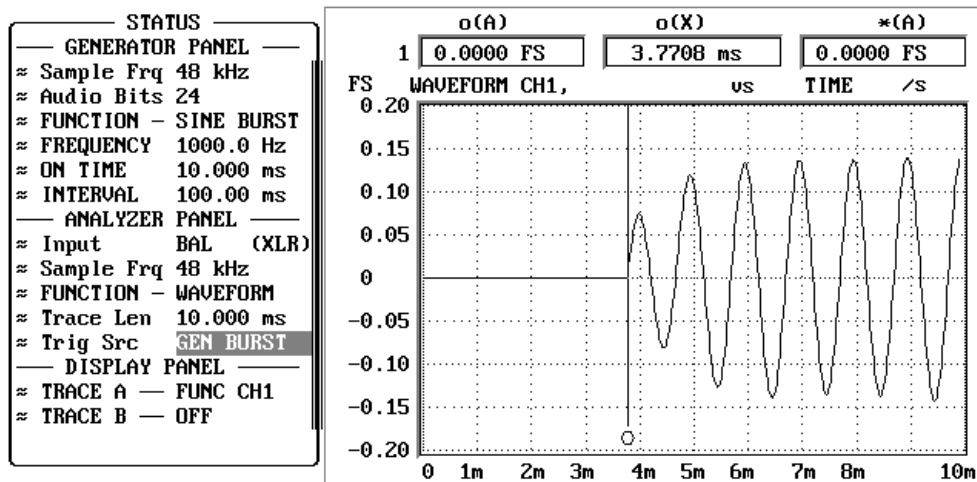 STATUS
GENERATOR PANEL
≈ Sample Frq 48 kHz
≈ Audio Bits 24
≈ FUNCTION — SINE BURST
≈ FREQUENCY 1000.0 Hz
≈ ON TIME 10.000 ms
≈ INTERVAL 100.00 ms
ANALYZER PANEL
≈ Input BAL (XLR)
≈ Sample Frq 48 kHz
≈ FUNCTION — WAVEFORM
≈ Trace Len 10.000 ms
≈ Trig Src GEN BURST
DISPLAY PANEL
≈ TRACE A — FUNC CH1
≈ TRACE B — OFF
o(A) o(X) *(A)
1 0.0000 FS 3.7708 ms 0.0000 FS
FS WAVEFORM CH1, vs TIME /s
0.20
0.15
0.10
0.05
0
-0.05
-0.10
-0.15
-0.20
0 1m 2m 3m 4m 5m 6m 7m 8m 10m